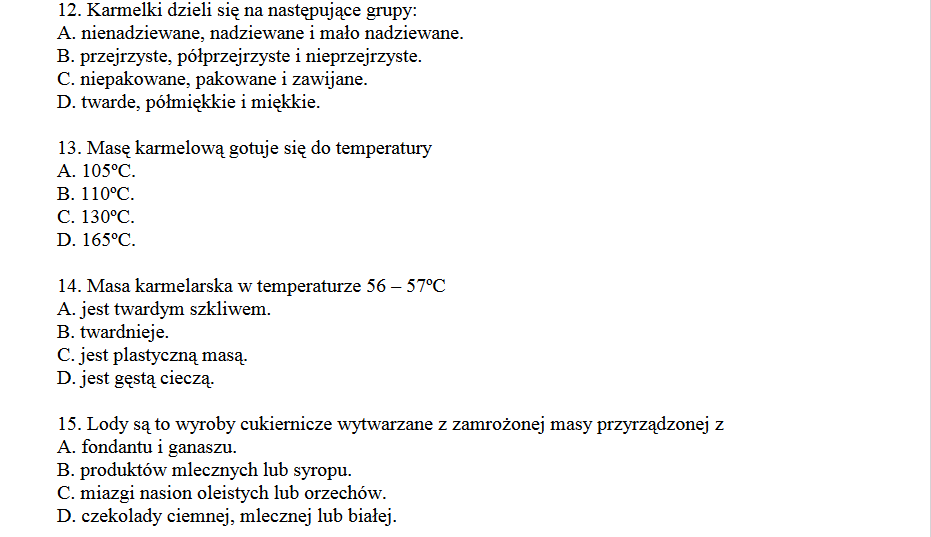 12. Karmelki dzieli się na następujące grupy:
A. nienadziewane, nadziewane i mało nadziewane.
B. przejrzyste, półprzejrzyste i nieprzejrzyste.
C. niepakowane, pakowane i zawijane.
D. twarde, półmiękkie i miękkie.
13. Masę karmelową gotuje się do temperatury
A. 105ºC.
B. 110ºC.
C. 130ºC.
D. 165ºC.
14. Masa karmelarska w temperaturze 56 – 57ºC
A. jest twardym szkliwem.
B. twardnieje.
C. jest plastyczną masą.
D. jest gęstą cieczą.
15. Lody są to wyroby cukiernicze wytwarzane z zamrożonej masy przyrządzonej z
A. fondantu i ganaszu.
B. produktów mlecznych lub syropu.
C. miazgi nasion oleistych lub orzechów.
D. czekolady ciemnej, mlecznej lub białej.